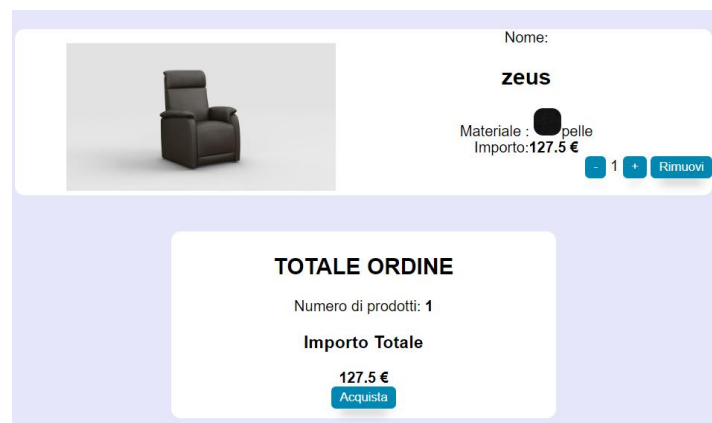 Nome:
zeus
Materiale : pelle
Importo:127.5 €
- 1 + Rimuovi
TOTALE ORDINE
Numero di prodotti: 1
Importo Totale
127.5 €
Acquista